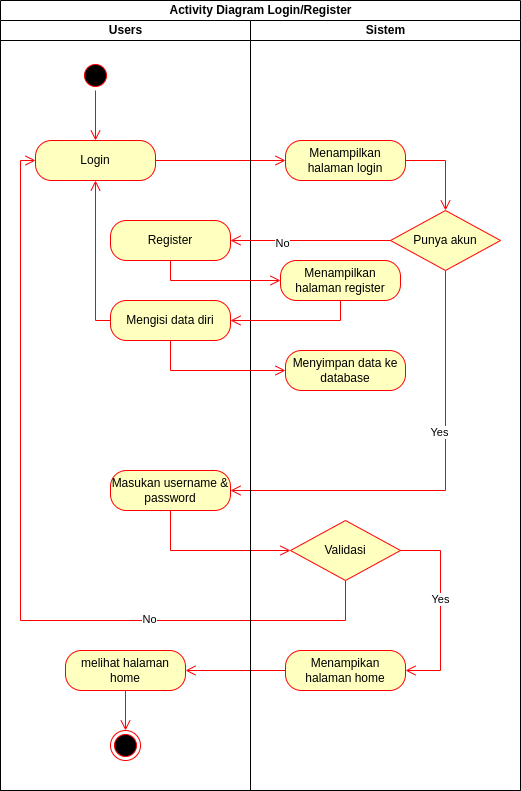 Activity Diagram Login/Register
Users
Sistem
Login
Menampilkan
halaman login
Punya akun
No
Register
Menampilkan
halaman register
Mengisi data diri
Menyimpan data ke
database
Yes
Masukan username &
password
Validasi
Yes
No
melihat halaman
home
Menampikan
halaman home